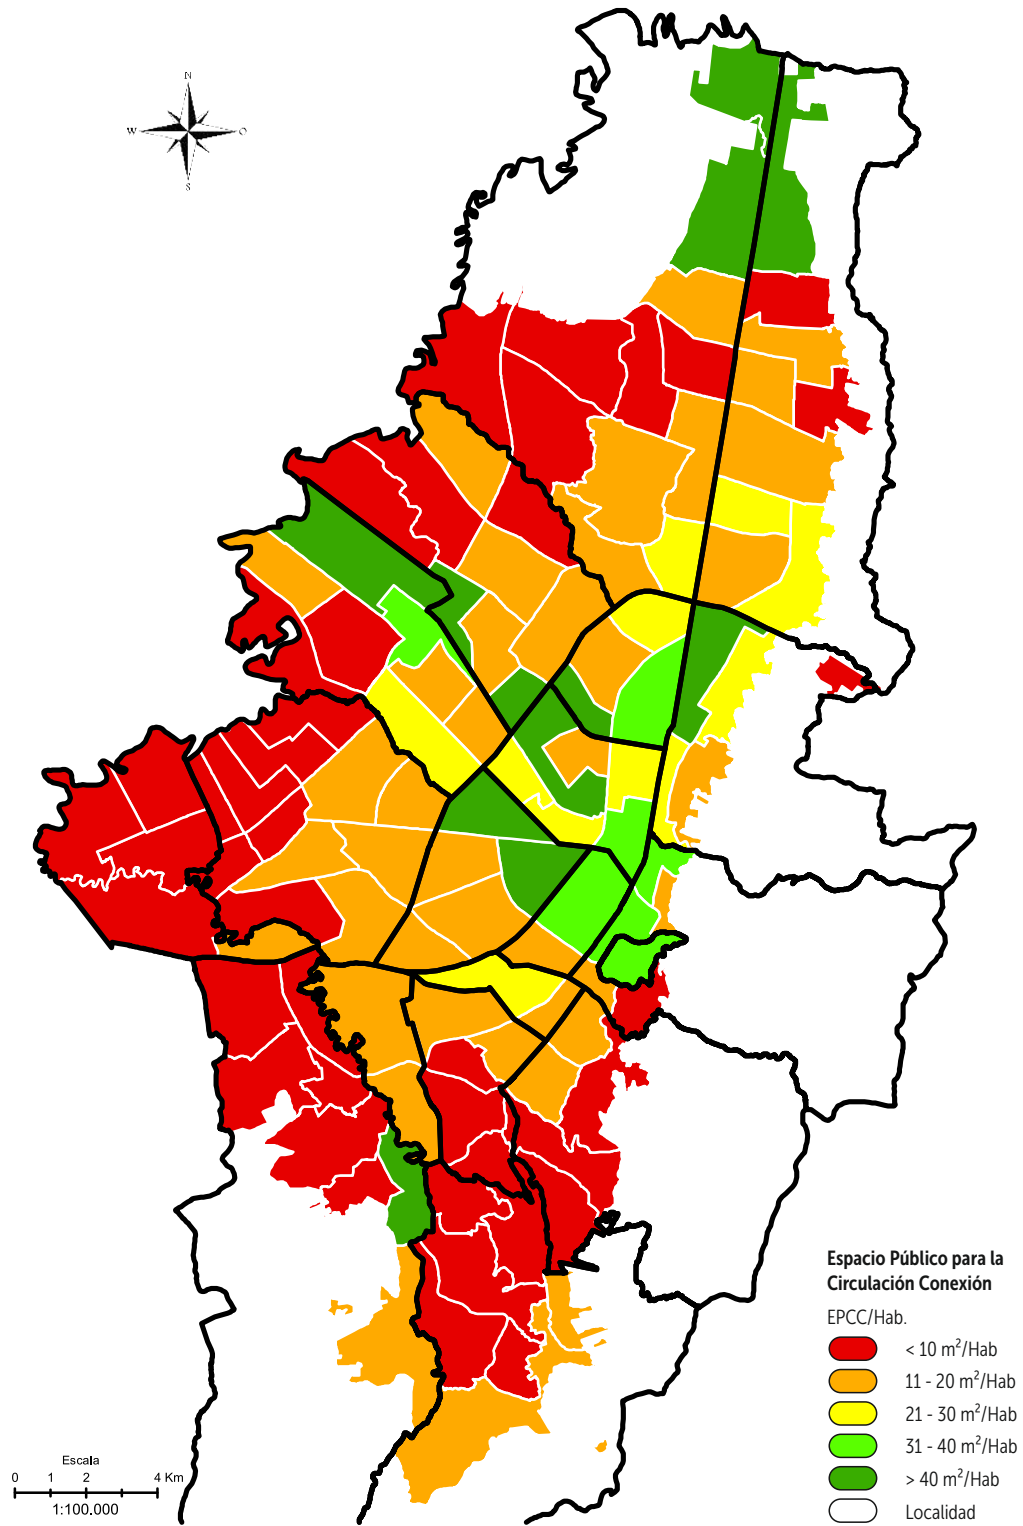 N
W
O
S
Espacio Público para la
Circulación Conexión
EPCC/Hab.
< 10 m²/Hab
11 - 20 m²/Hab
21 - 30 m²/Hab
31 - 40 m²/Hab
> 40 m²/Hab
Localidad
Escala
0 1 2 4 Km
1:100.000